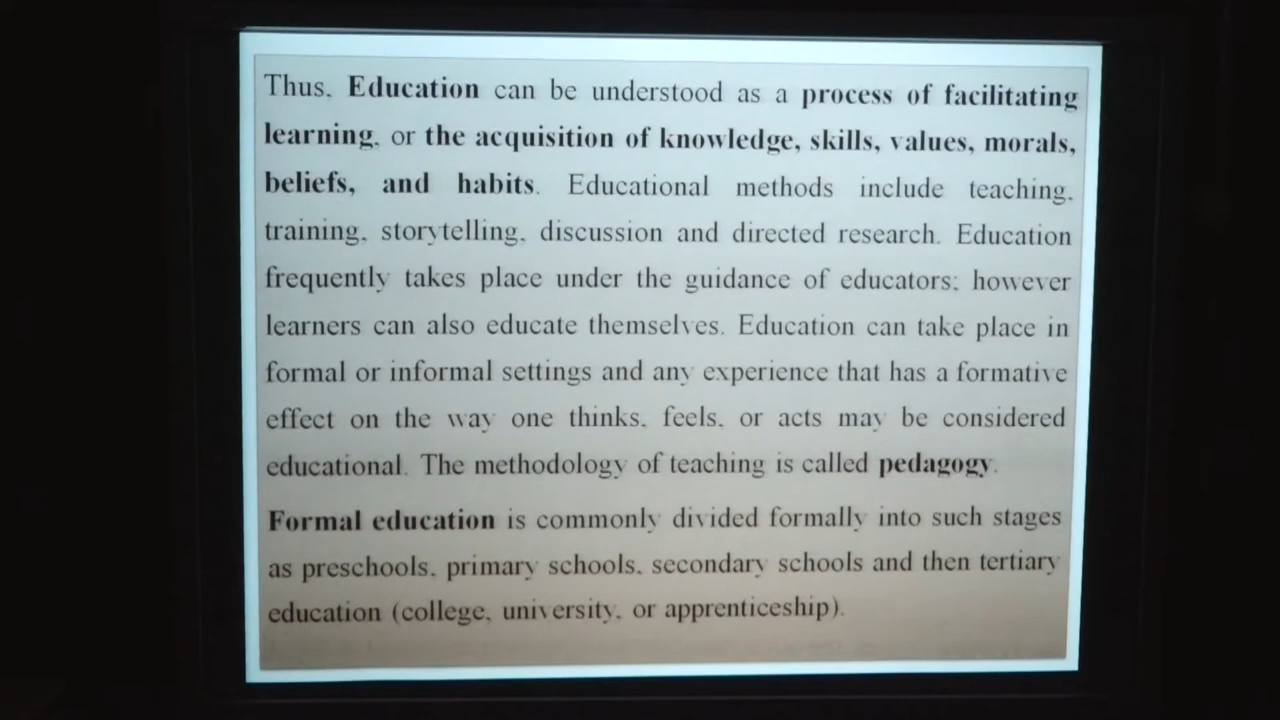 Thus, Education can be understood as a process of facilitating
learning, or the acquisition of knowledge, skills, values, morals,
beliefs, and habits. Educational methods include teaching,
training, storytelling, discussion and directed research. Education
frequently takes place under the guidance of educators; however
learners can also educate themselves. Education can take place in
formal or informal settings and any experience that has a formative
effect on the way one thinks, feels, or acts may be considered
educational. The methodology of teaching is called pedagogy.
Formal education is commonly divided formally into such stages
as preschools, primary schools, secondary schools and then tertiary
education (college, university, or apprenticeship).